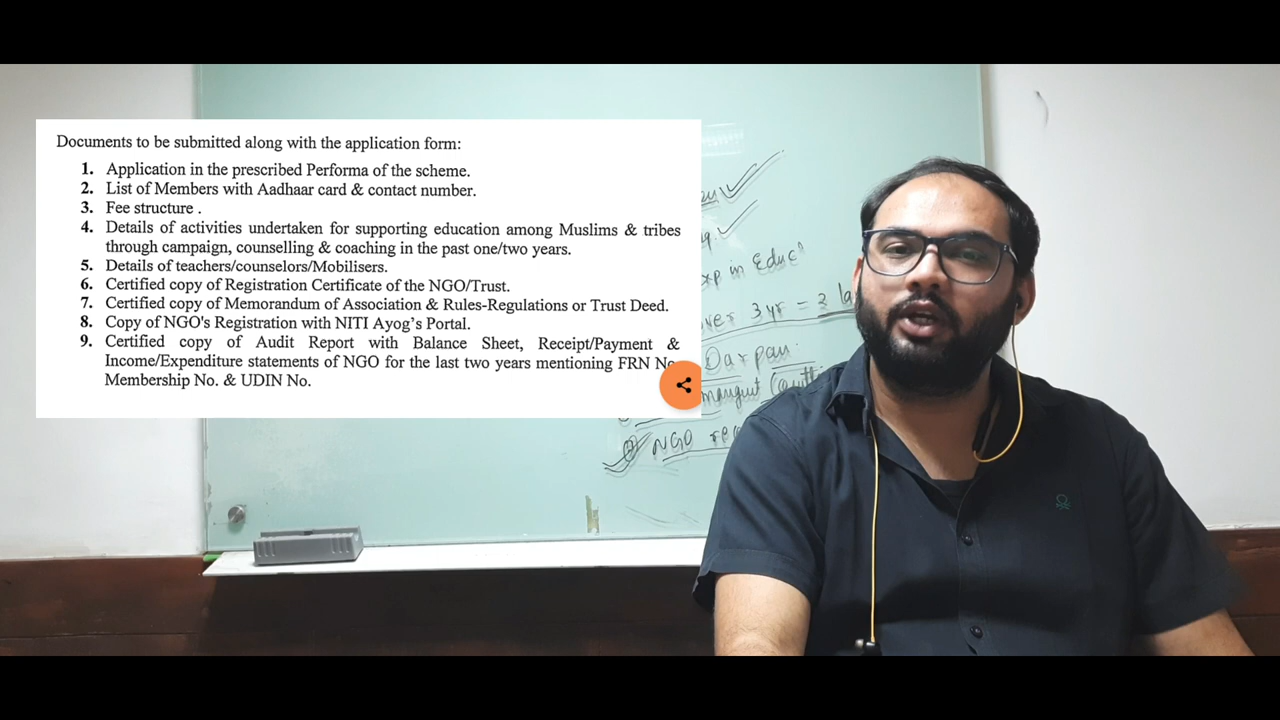 Documents to be submitted along with the application form:
1. Application in the prescribed Performa of the scheme.
2. List of Members with Aadhaar card & contact number.
3. Fee structure .
4. Details of activities undertaken for supporting education among Muslims & tribes
through campaign, counselling & coaching in the past one/two years.
5. Details of teachers/counselors/Mobilisers.
6. Certified copy of Registration Certificate of the NGO/Trust.
7. Certified copy of Memorandum of Association & Rules-Regulations or Trust Deed.
8. Copy of NGO's Registration with NITI Ayog's Portal.
9. Certified copy of Audit Report with Balance Sheet, Receipt/Payment &
Income/Expenditure statements of NGO for the last two years mentioning FRN No
Membership No. & UDIN No.
xp in Educ
3 yr = 2 la
Darpan
NGO